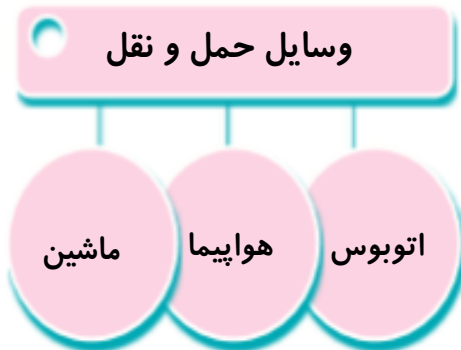 وسایل حمل و نقل
اتوبوس
هواپیما
ماشین